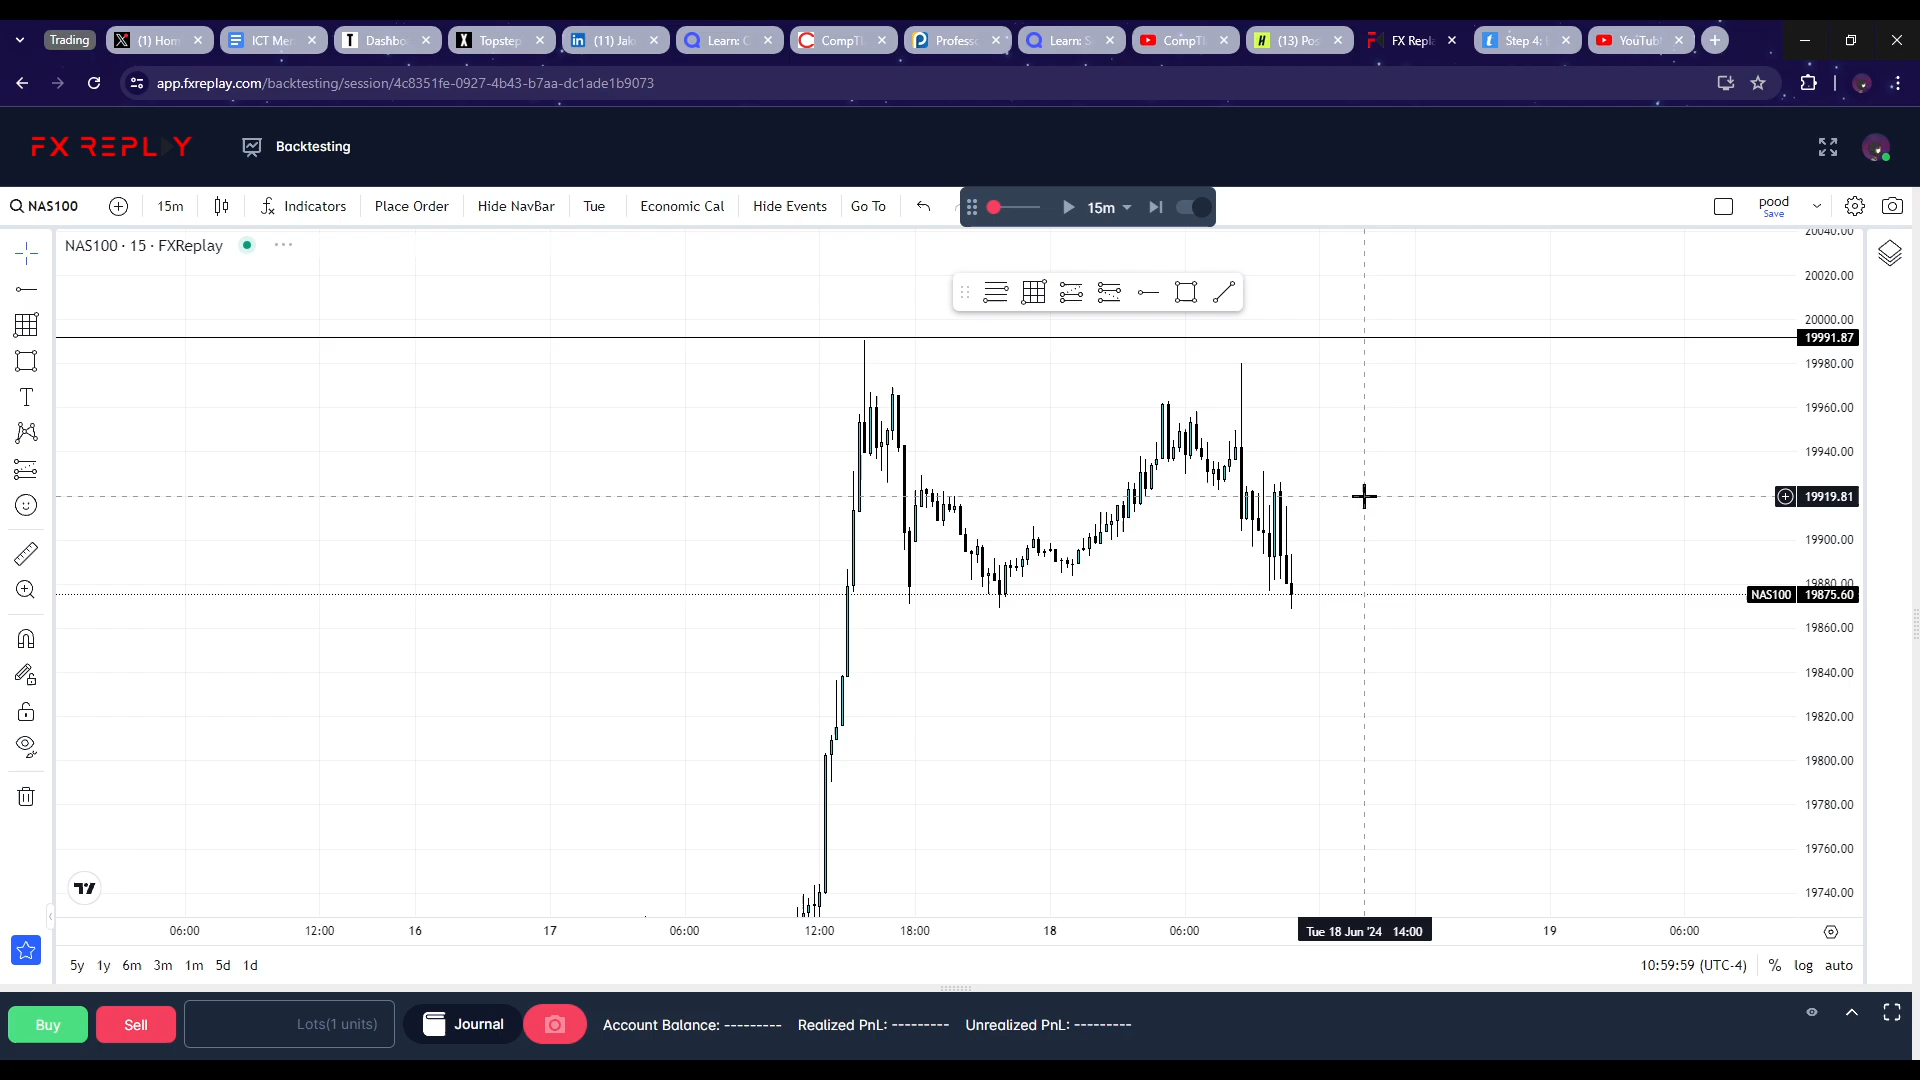 Trading
(1) Hom
ICT Men
Dashbo
Topstep
(11) Jak
Learn: C
CompTI
Profess
Learn: S
CompTI
(13) Pos
FX Repla
Step 4:
YouTub
app.fxreplay.com/backtesting/session/4c8351fe-0927-4b43-b7aa-dc1ade1b9073
FX REPLAY
Backtesting
NAS100
15m
Indicators
Place Order
Hide NavBar
Tue
Economic Cal
Hide Events
Go To
15m
pood
Save
NAS100 · 15 · FXReplay
20040.00
20020.00
20000.00
19991.87
19980.00
19960.00
19940.00
19919.81
19900.00
19880.00
NAS100 19875.60
19860.00
19840.00
19820.00
19800.00
19780.00
19760.00
19740.00
06:00 12:00 16 17 06:00 12:00 18:00 18 06:00 Tue 18 Jun '24 14:00 19 06:00
5y 1y 6m 3m 1m 5d 1d
10:59:59 (UTC-4) % log auto
Buy
Sell
Lots(1 units)
Journal
Account Balance: --------- Realized PnL: --------- Unrealized PnL: ---------